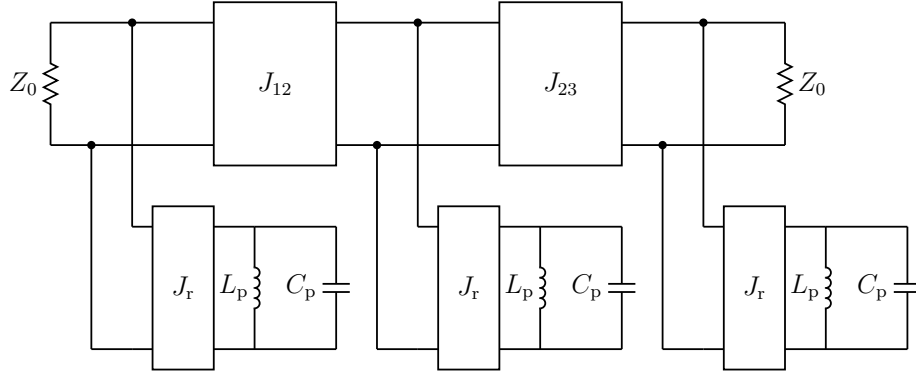 Z₀ J₁₂ J₂₃ Z₀
Jᵣ Lₚ Cₚ Jᵣ Lₚ Cₚ Jᵣ Lₚ Cₚ